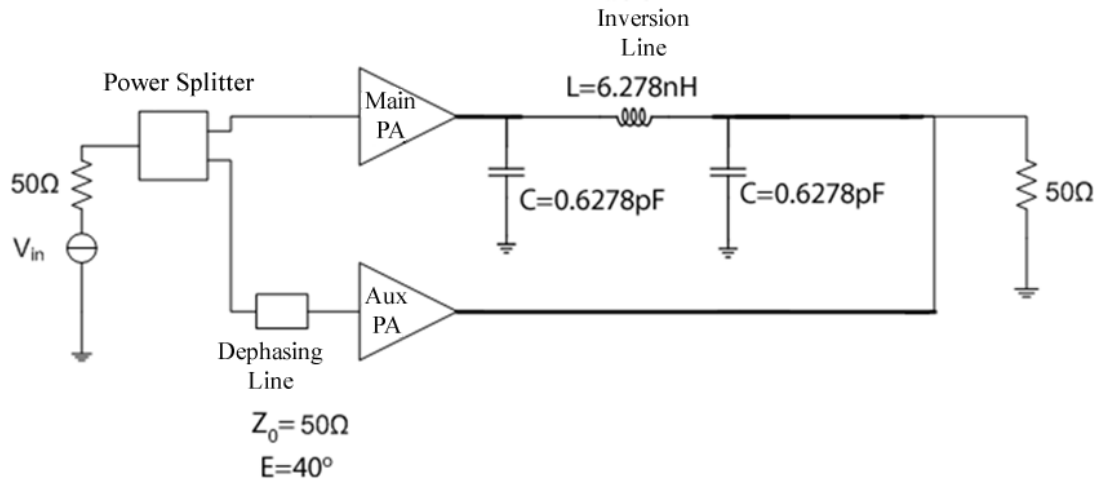 Inversion
Line
Power Splitter
L=6.278nH
Main
PA
50Ω
C=0.6278pF
C=0.6278pF
50Ω
Vin
Aux
PA
Dephasing
Line
Z0= 50Ω
E=40º